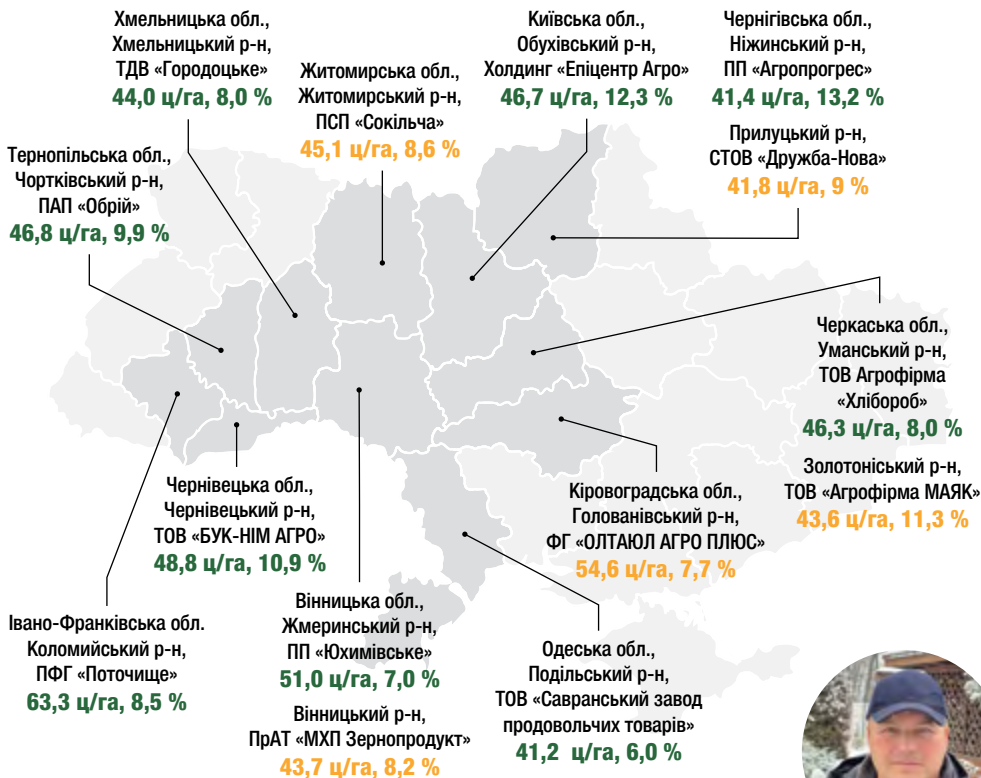 Хмельницька обл.,
Хмельницький р-н,
ТДВ «Городоцьке»
44,0 ц/га, 8,0 %
Житомирська обл.,
Житомирський р-н,
ПСП «Сокільча»
45,1 ц/га, 8,6 %
Київська обл.,
Обухівський р-н,
Холдинг «Епіцентр Агро»
46,7 ц/га, 12,3 %
Чернігівська обл.,
Ніжинський р-н,
ПП «Агропрогрес»
41,4 ц/га, 13,2 %
Прилуцький р-н,
СТОВ «Дружба-Нова»
41,8 ц/га, 9 %
Тернопільська обл.,
Чортківський р-н,
ПАП «Обрій»
46,8 ц/га, 9,9 %
Черкаська обл.,
Уманський р-н,
ТОВ Агрофірма
«Хлібороб»
46,3 ц/га, 8,0 %
Золотоніський р-н,
ТОВ «Агрофірма МАЯК»
43,6 ц/га, 11,3 %
Чернівецька обл.,
Чернівецький р-н,
ТОВ «БУК-НІМ АГРО»
48,8 ц/га, 10,9 %
Кіровоградська обл.,
Голованівський р-н,
ФГ «ОЛТАЮЛ АГРО ПЛЮС»
54,6 ц/га, 7,7 %
Івано-Франківська обл.
Коломийський р-н,
ПФГ «Поточище»
63,3 ц/га, 8,5 %
Вінницька обл.,
Жмеринський р-н,
ПП «Юхимівське»
51,0 ц/га, 7,0 %
Вінницький р-н,
ПрАТ «МХП Зернопродукт»
43,7 ц/га, 8,2 %
Одеська обл.,
Подільський р-н,
ТОВ «Савранський завод
продовольчих товарів»
41,2 ц/га, 6,0 %